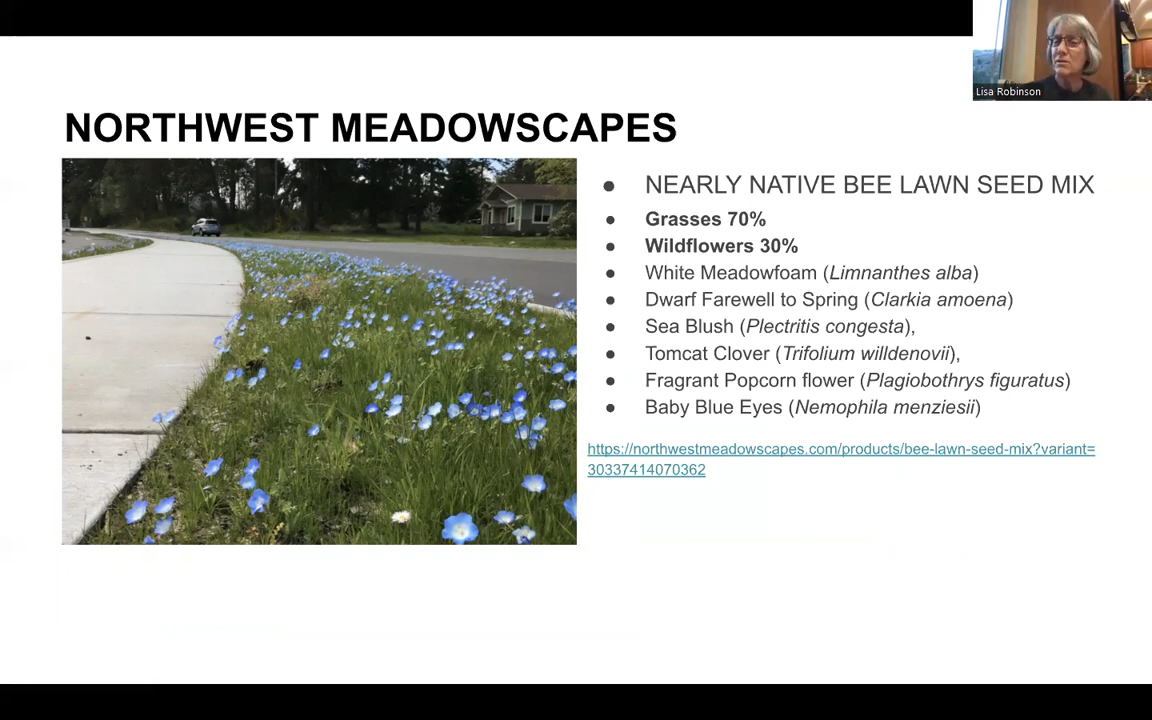 Lisa Robinson
NORTHWEST MEADOWSCAPES
● NEARLY NATIVE BEE LAWN SEED MIX
● Grasses 70%
● Wildflowers 30%
● White Meadowfoam (Limnanthes alba)
● Dwarf Farewell to Spring (Clarkia amoena)
● Sea Blush (Plectritis congesta),
● Tomcat Clover (Trifolium willdenovii),
● Fragrant Popcorn flower (Plagiobothrys figuratus)
● Baby Blue Eyes (Nemophila menziesii)
https://northwestmeadowscapes.com/products/bee-lawn-seed-mix?variant=
30337414070362